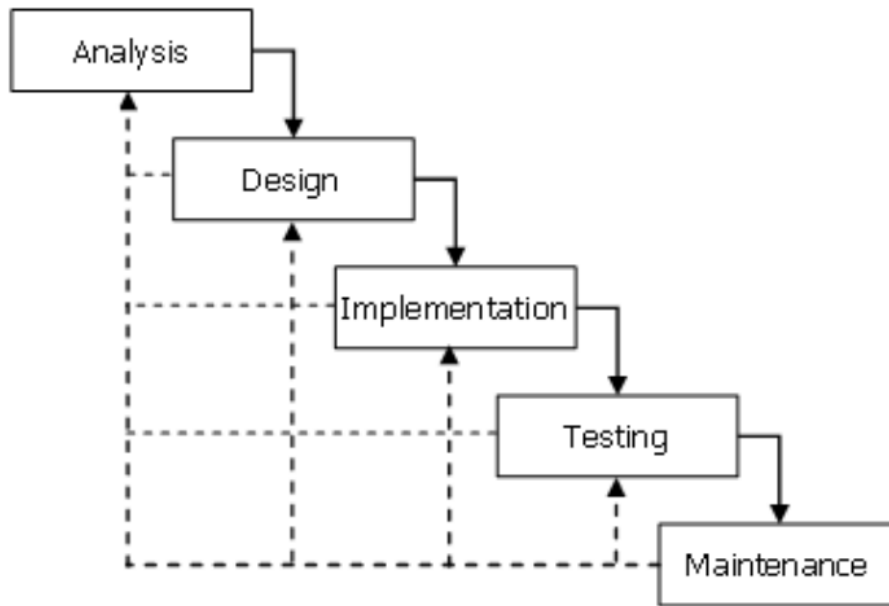 Analysis
Design
Implementation
Testing
Maintenance